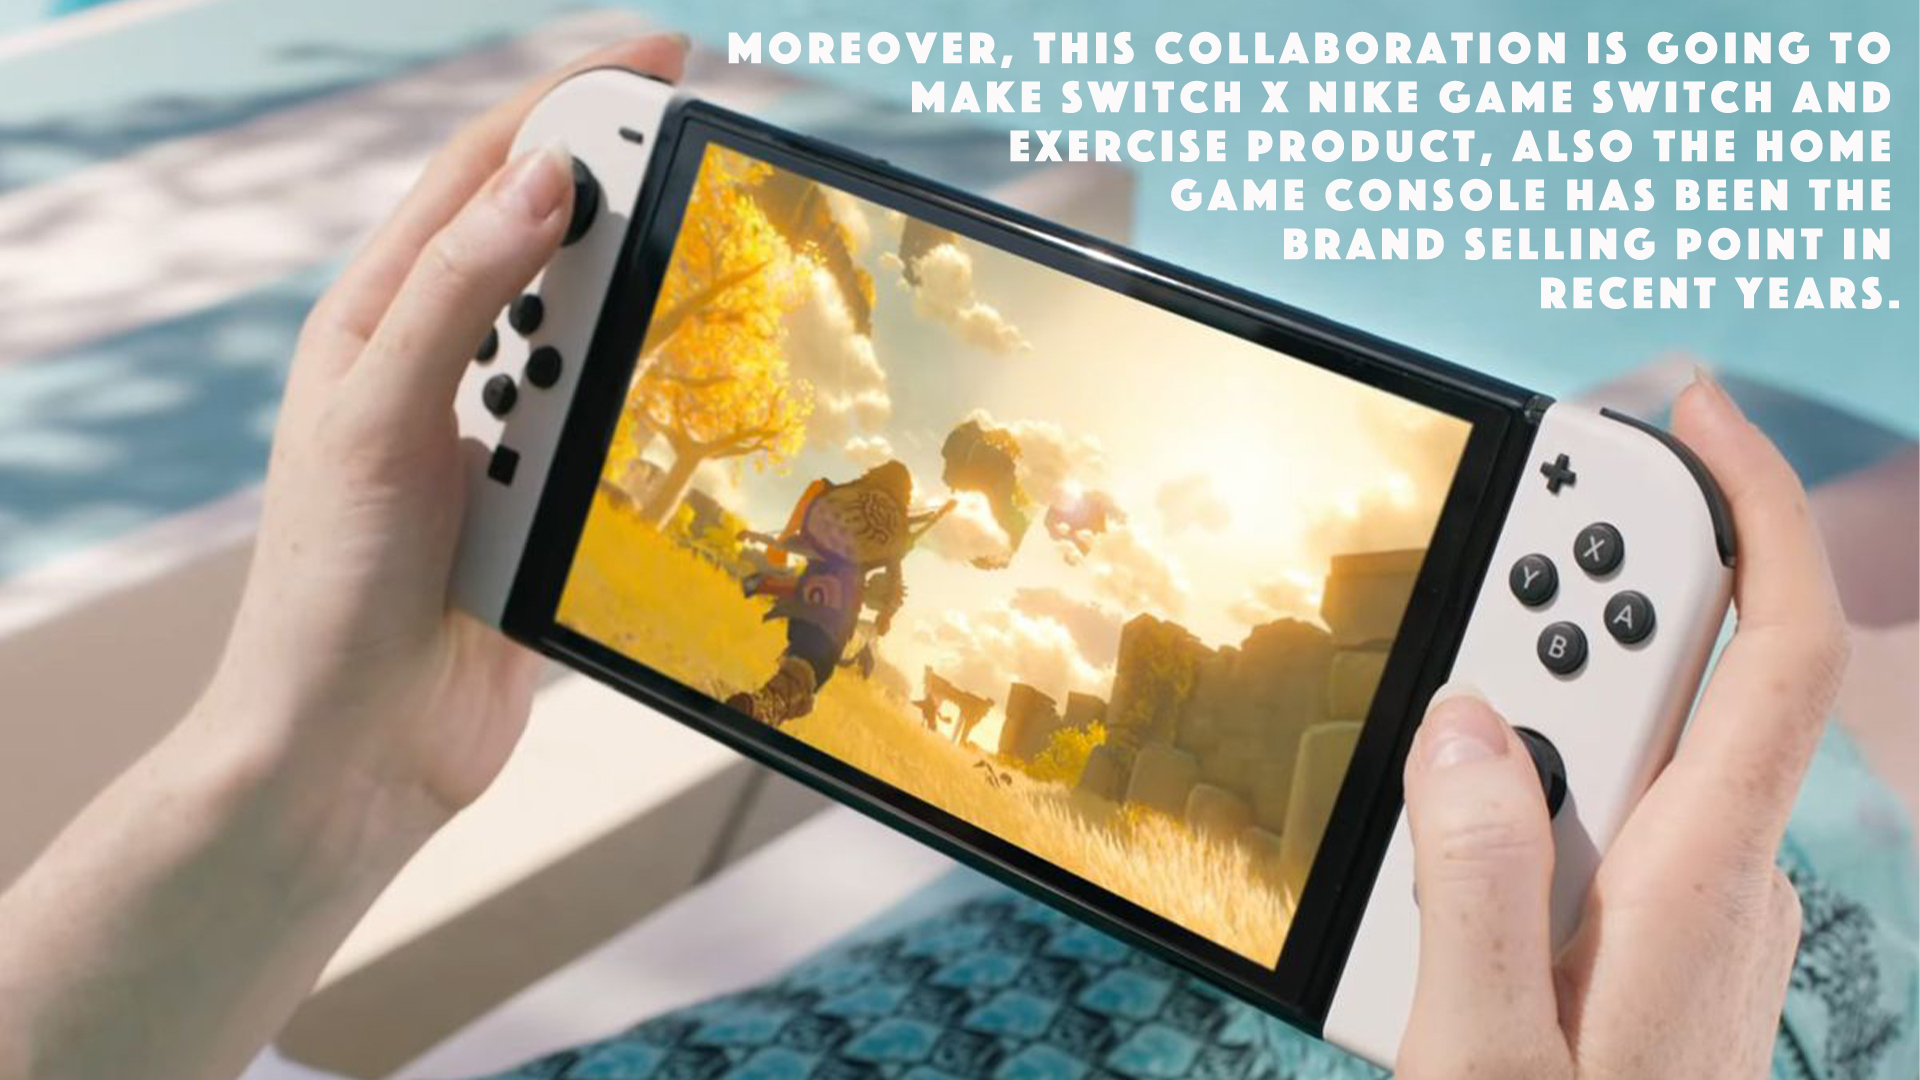 MOREOVER, THIS COLLABORATION IS GOING TO
MAKE SWITCH X NIKE GAME SWITCH AND
EXERCISE PRODUCT, ALSO THE HOME
GAME CONSOLE HAS BEEN THE
BRAND SELLING POINT IN
RECENT YEARS.
X
Y
A
B